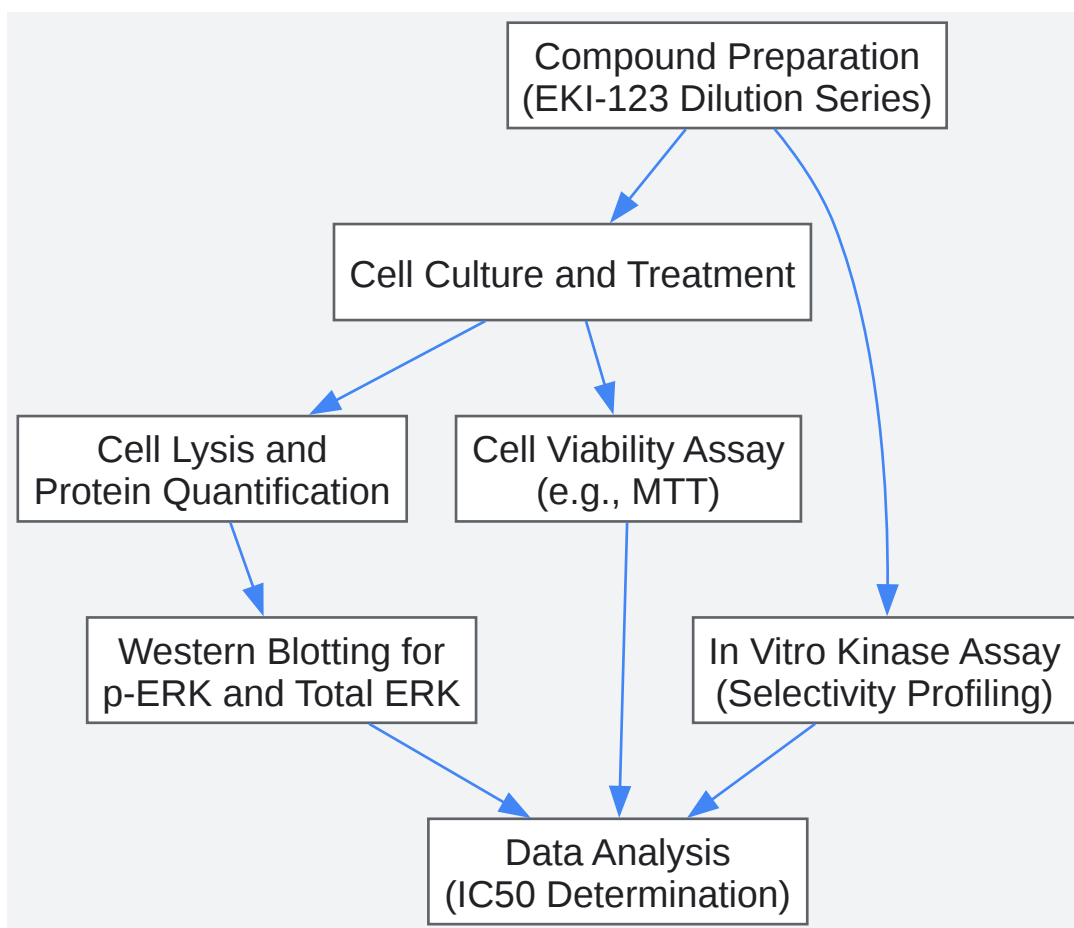 Compound Preparation
(EKI-123 Dilution Series)
Cell Culture and Treatment
Cell Lysis and
Protein Quantification
Cell Viability Assay
(e.g., MTT)
Western Blotting for
p-ERK and Total ERK
In Vitro Kinase Assay
(Selectivity Profiling)
Data Analysis
(IC50 Determination)